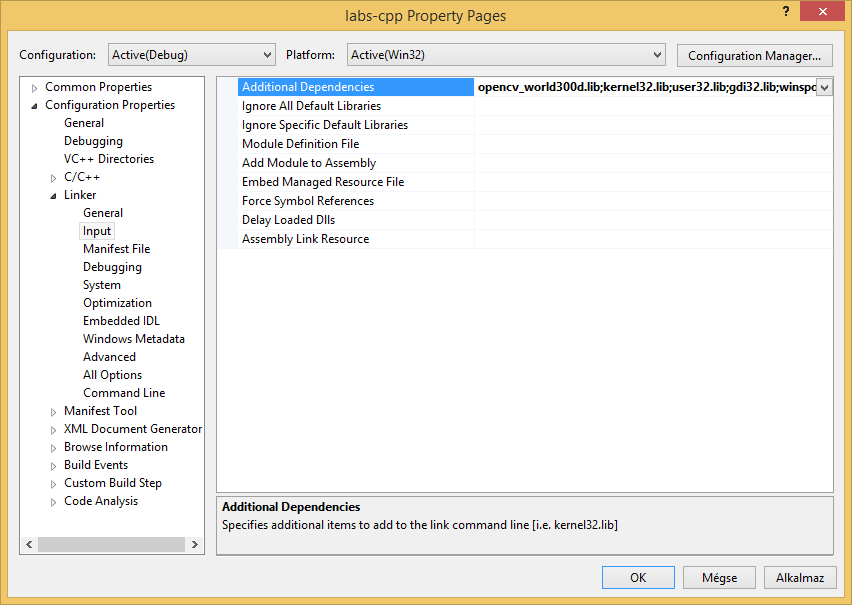 labs-cpp Property Pages
?
Configuration: Active(Debug) Platform: Active(Win32) Configuration Manager...
Common Properties
Configuration Properties
General
Debugging
VC++ Directories
C/C++
Linker
General
Input
Manifest File
Debugging
System
Optimization
Embedded IDL
Windows Metadata
Advanced
All Options
Command Line
Manifest Tool
XML Document Generator
Browse Information
Build Events
Custom Build Step
Code Analysis
Additional Dependencies opencv_world300d.lib;kernel32.lib;user32.lib;gdi32.lib;winspo
Ignore All Default Libraries
Ignore Specific Default Libraries
Module Definition File
Add Module to Assembly
Embed Managed Resource File
Force Symbol References
Delay Loaded Dlls
Assembly Link Resource
Additional Dependencies
Specifies additional items to add to the link command line [i.e. kernel32.lib]
OK Mégse Alkalmaz